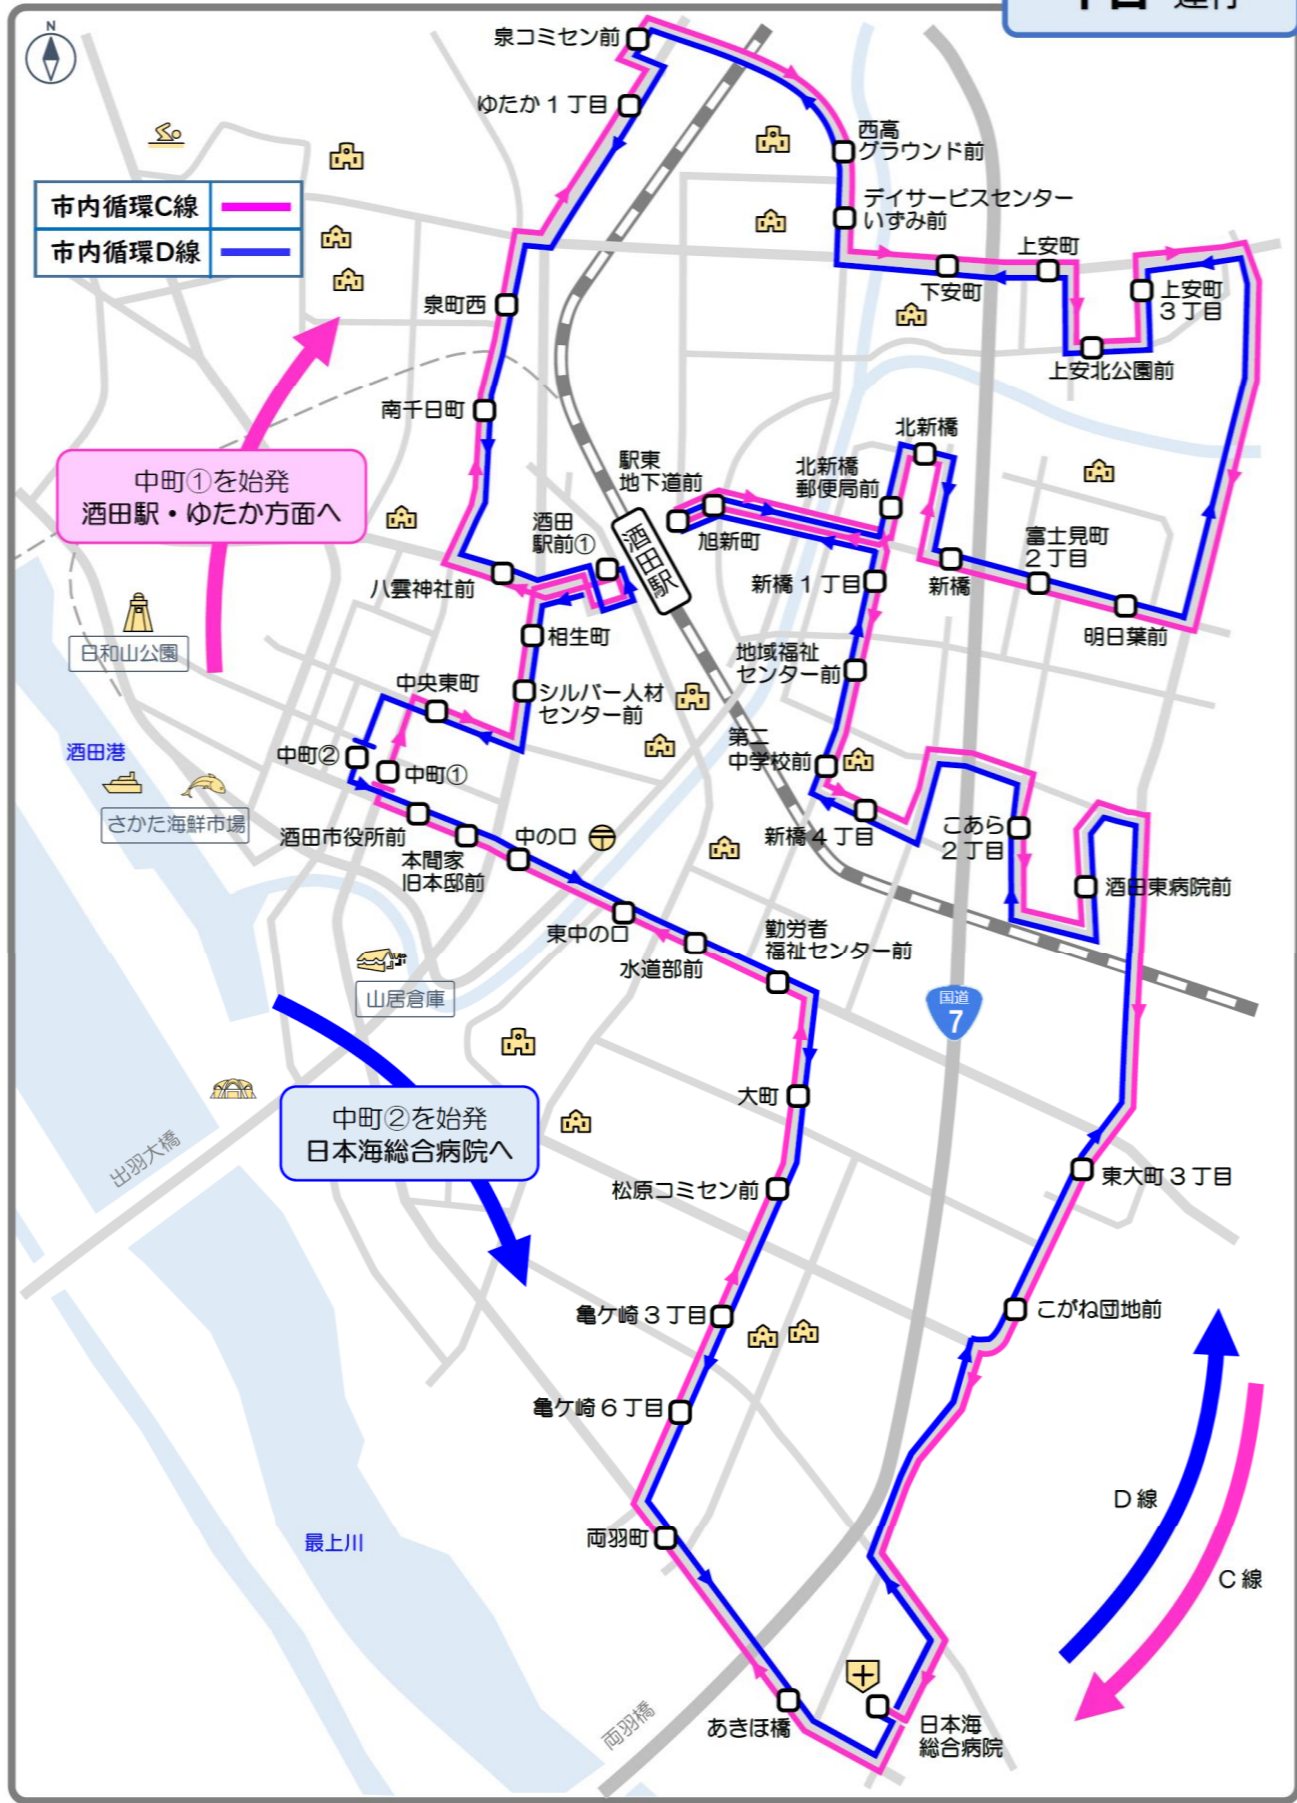 N
泉コミセン前
ゆたか1丁目
西高
グラウンド前
デイサービスセンター
いずみ前
市内循環C線
市内循環D線
上安町
下安町
上安町
3丁目
泉町西
上安北公園前
南千日町
北新橋
駅東
地下道前
北新橋
郵便局前
中町①を始発
酒田駅・ゆたか方面へ
酒田
駅前①
酒田駅
旭新町
富士見町
2丁目
新橋1丁目
新橋
八雲神社前
明日葉前
相生町
日和山公園
地域福祉
センター前
中央東町
シルバー人材
センター前
酒田港
中町②
中町①
第二
中学校前
さかた海鮮市場
酒田市役所前
中の口
新橋4丁目
こあら
2丁目
本間家
旧本邸前
酒田東病院前
東中の口
勤労者
福祉センター前
水道部前
山居倉庫
国道
7
大町
中町②を始発
日本海総合病院へ
出羽大橋
松原コミセン前
東大町3丁目
亀ケ崎3丁目
こがね団地前
亀ケ崎6丁目
D線
両羽町
最上川
C線
両羽橋
あきほ橋
日本海
総合病院